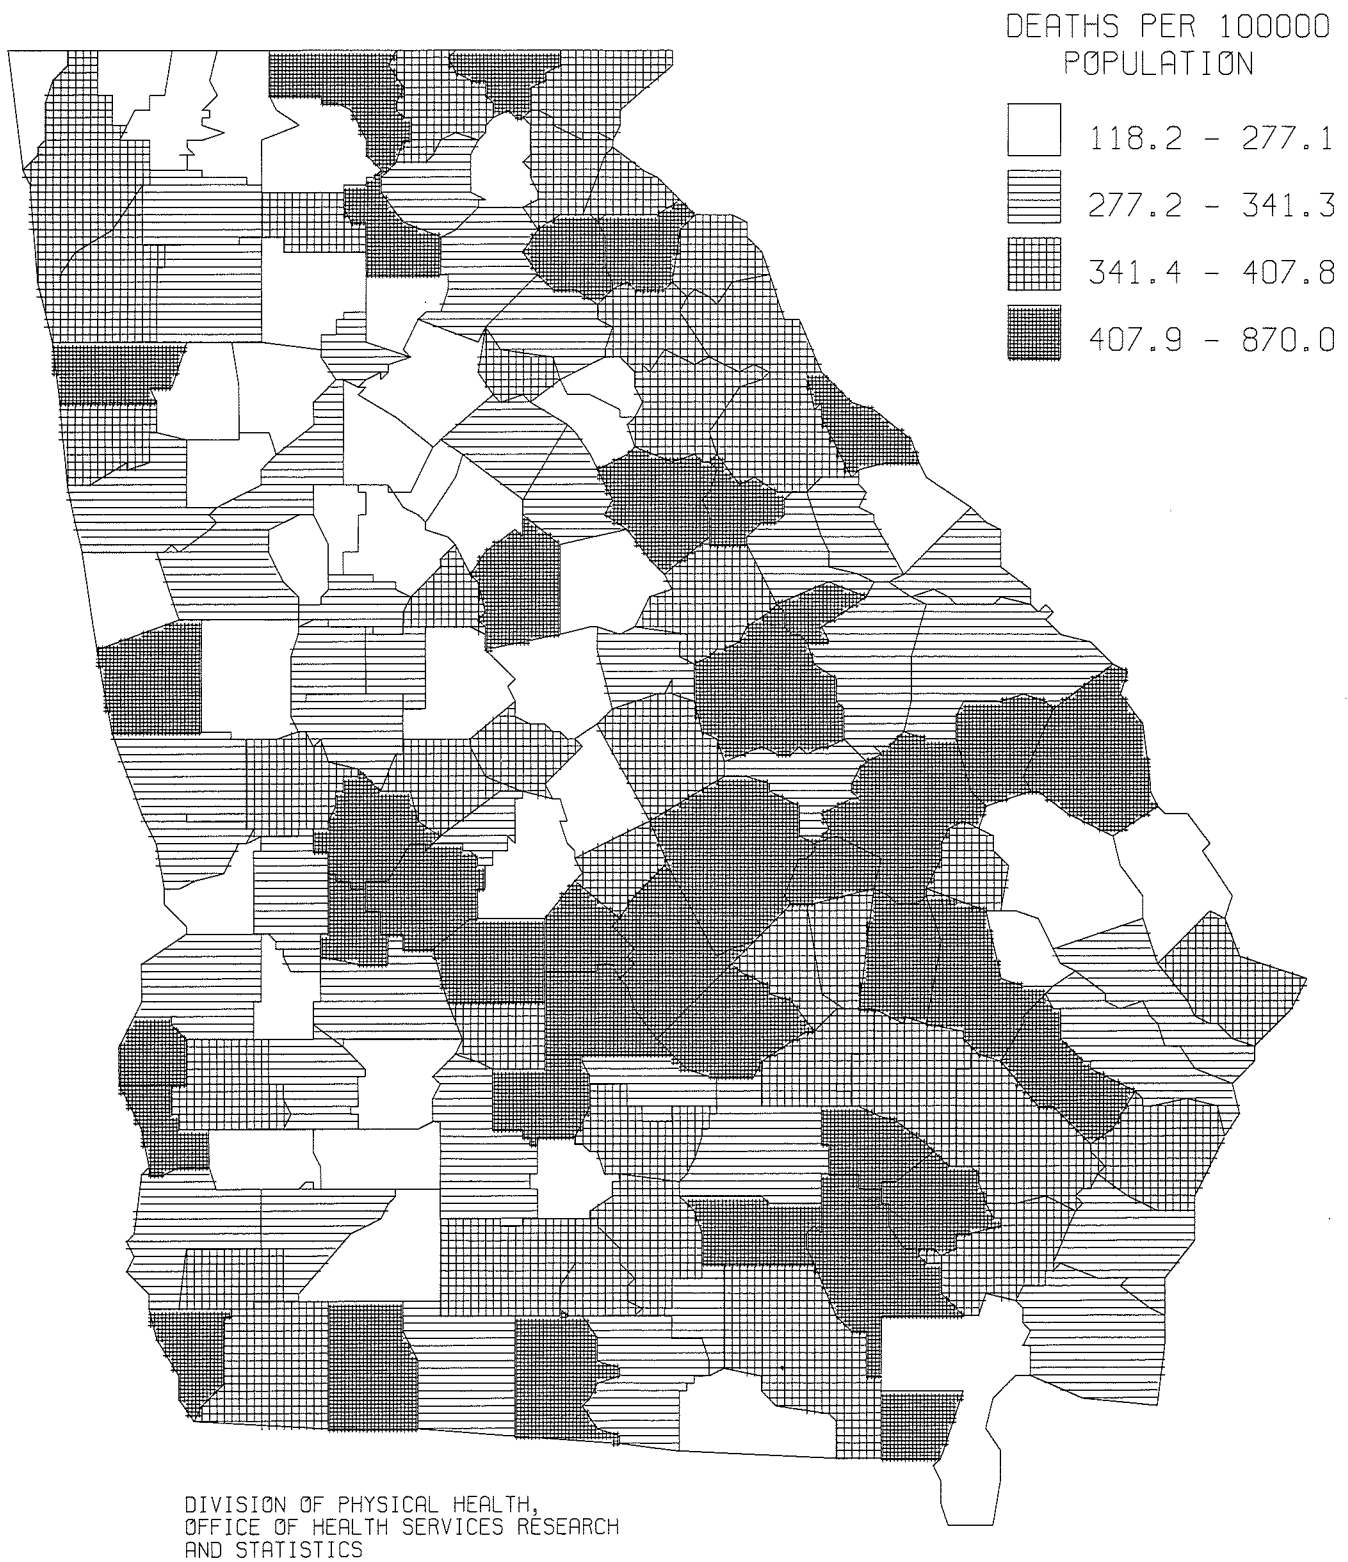 DEATHS PER 100000
POPULATION
118.2 - 277.1
277.2 - 341.3
341.4 - 407.8
407.9 - 870.0
DIVISION OF PHYSICAL HEALTH,
OFFICE OF HEALTH SERVICES RESEARCH
AND STATISTICS